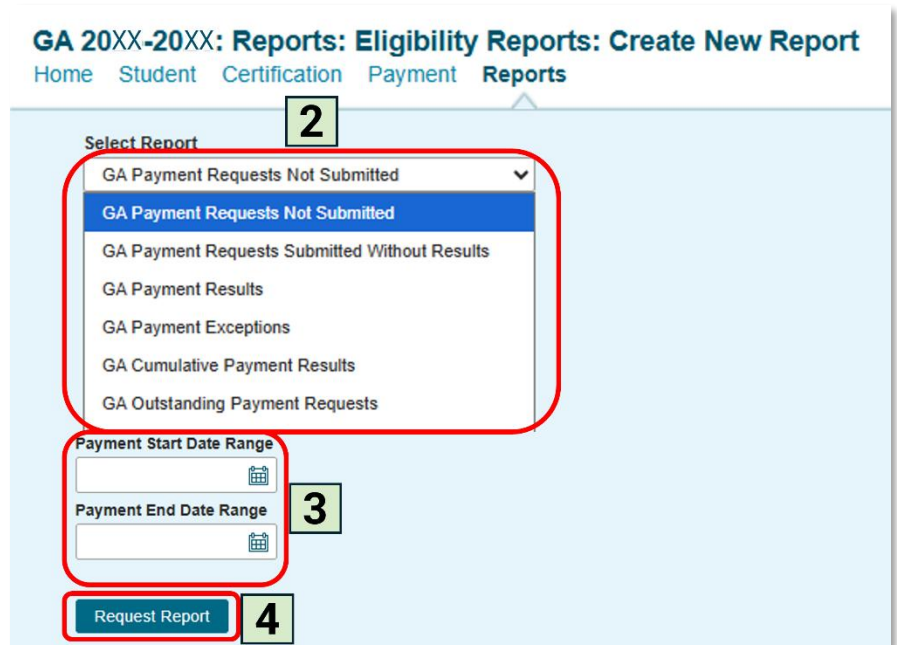 GA 20XX-20XX: Reports: Eligibility Reports: Create New Report
Home Student Certification Payment Reports
2
Select Report
GA Payment Requests Not Submitted
GA Payment Requests Not Submitted
GA Payment Requests Submitted Without Results
GA Payment Results
GA Payment Exceptions
GA Cumulative Payment Results
GA Outstanding Payment Requests
Payment Start Date Range
3
Payment End Date Range
Request Report
4